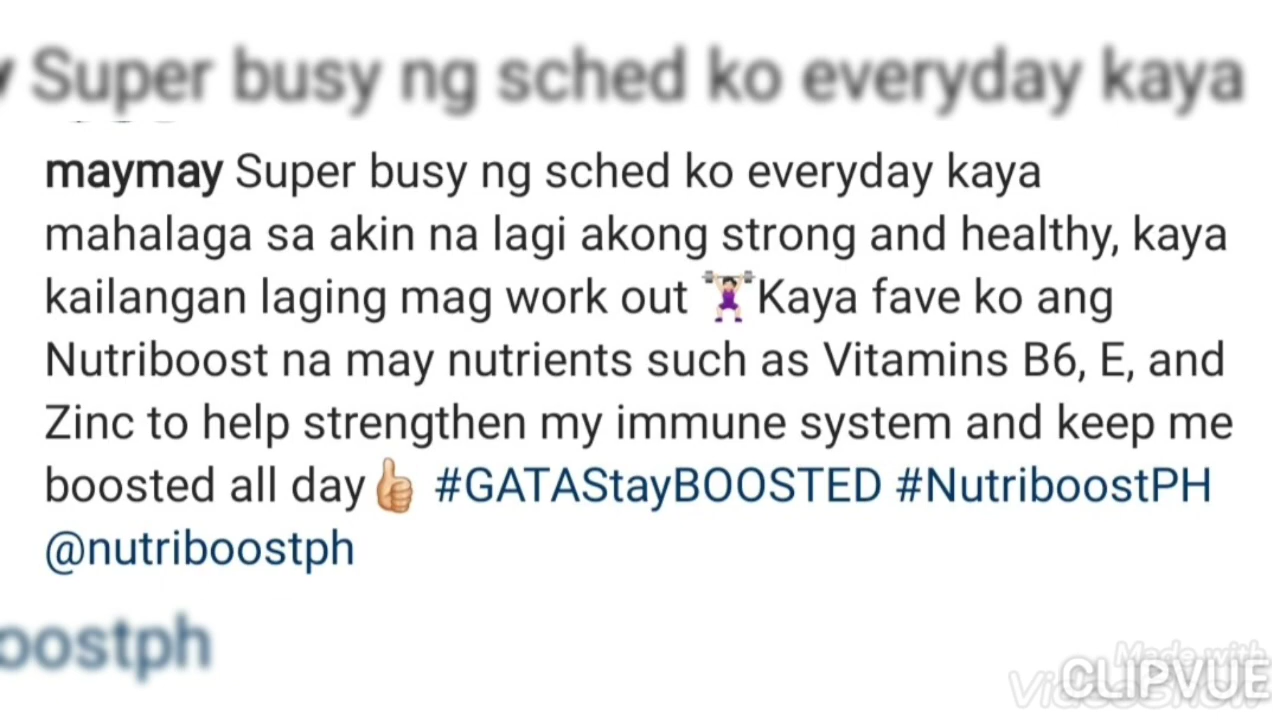 Super busy ng sched ko everyday kaya
maymay Super busy ng sched ko everyday kaya
mahalaga sa akin na lagi akong strong and healthy, kaya
kailangan laging mag work out 🏋🏻‍♀️Kaya fave ko ang
Nutriboost na may nutrients such as Vitamins B6, E, and
Zinc to help strengthen my immune system and keep me
boosted all day👍🏼 #GATAStayBOOSTED #NutriboostPH
@nutriboostph
oostph
Made with
VideoShow
CLIPVUE